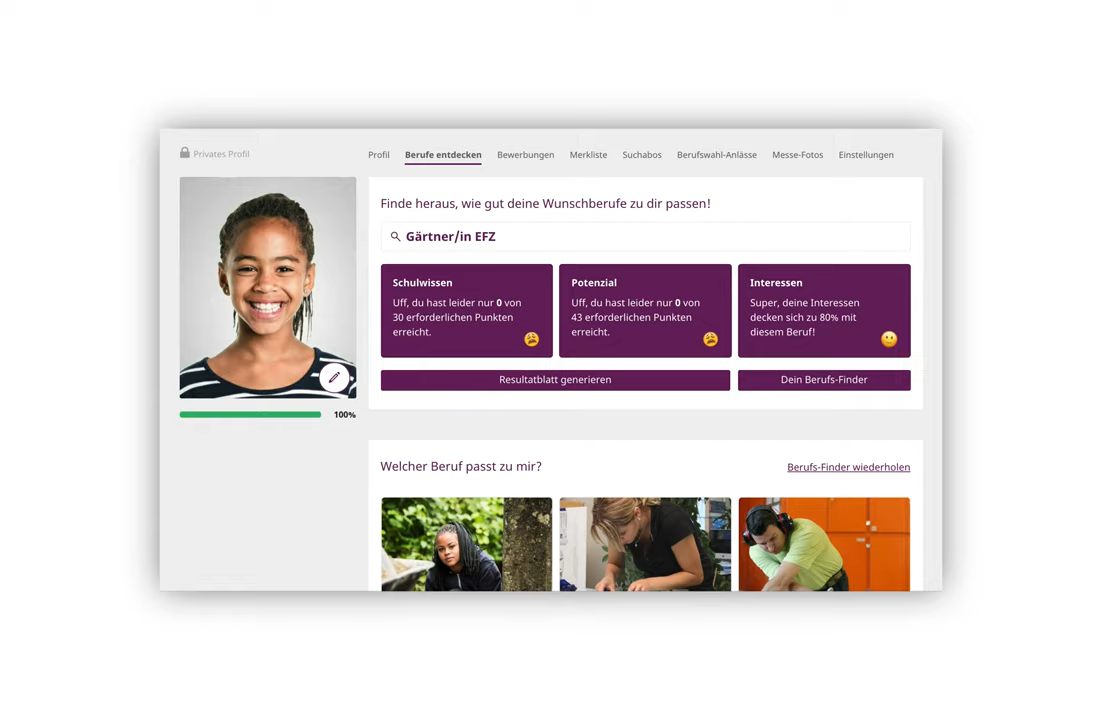 Privates Profil
Profil
Berufe entdecken
Bewerbungen
Merkliste
Suchabos
Berufswahl-Anlässe
Messe-Fotos
Einstellungen
100%
Finde heraus, wie gut deine Wunschberufe zu dir passen!
Gärtner/in EFZ
Schulwissen
Uff, du hast leider nur 0 von
30 erforderlichen Punkten
erreicht.
Potenzial
Uff, du hast leider nur 0 von
43 erforderlichen Punkten
erreicht.
Interessen
Super, deine Interessen
decken sich zu 80% mit
diesem Beruf!
Resultatblatt generieren
Dein Berufs-Finder
Welcher Beruf passt zu mir?
Berufs-Finder wiederholen